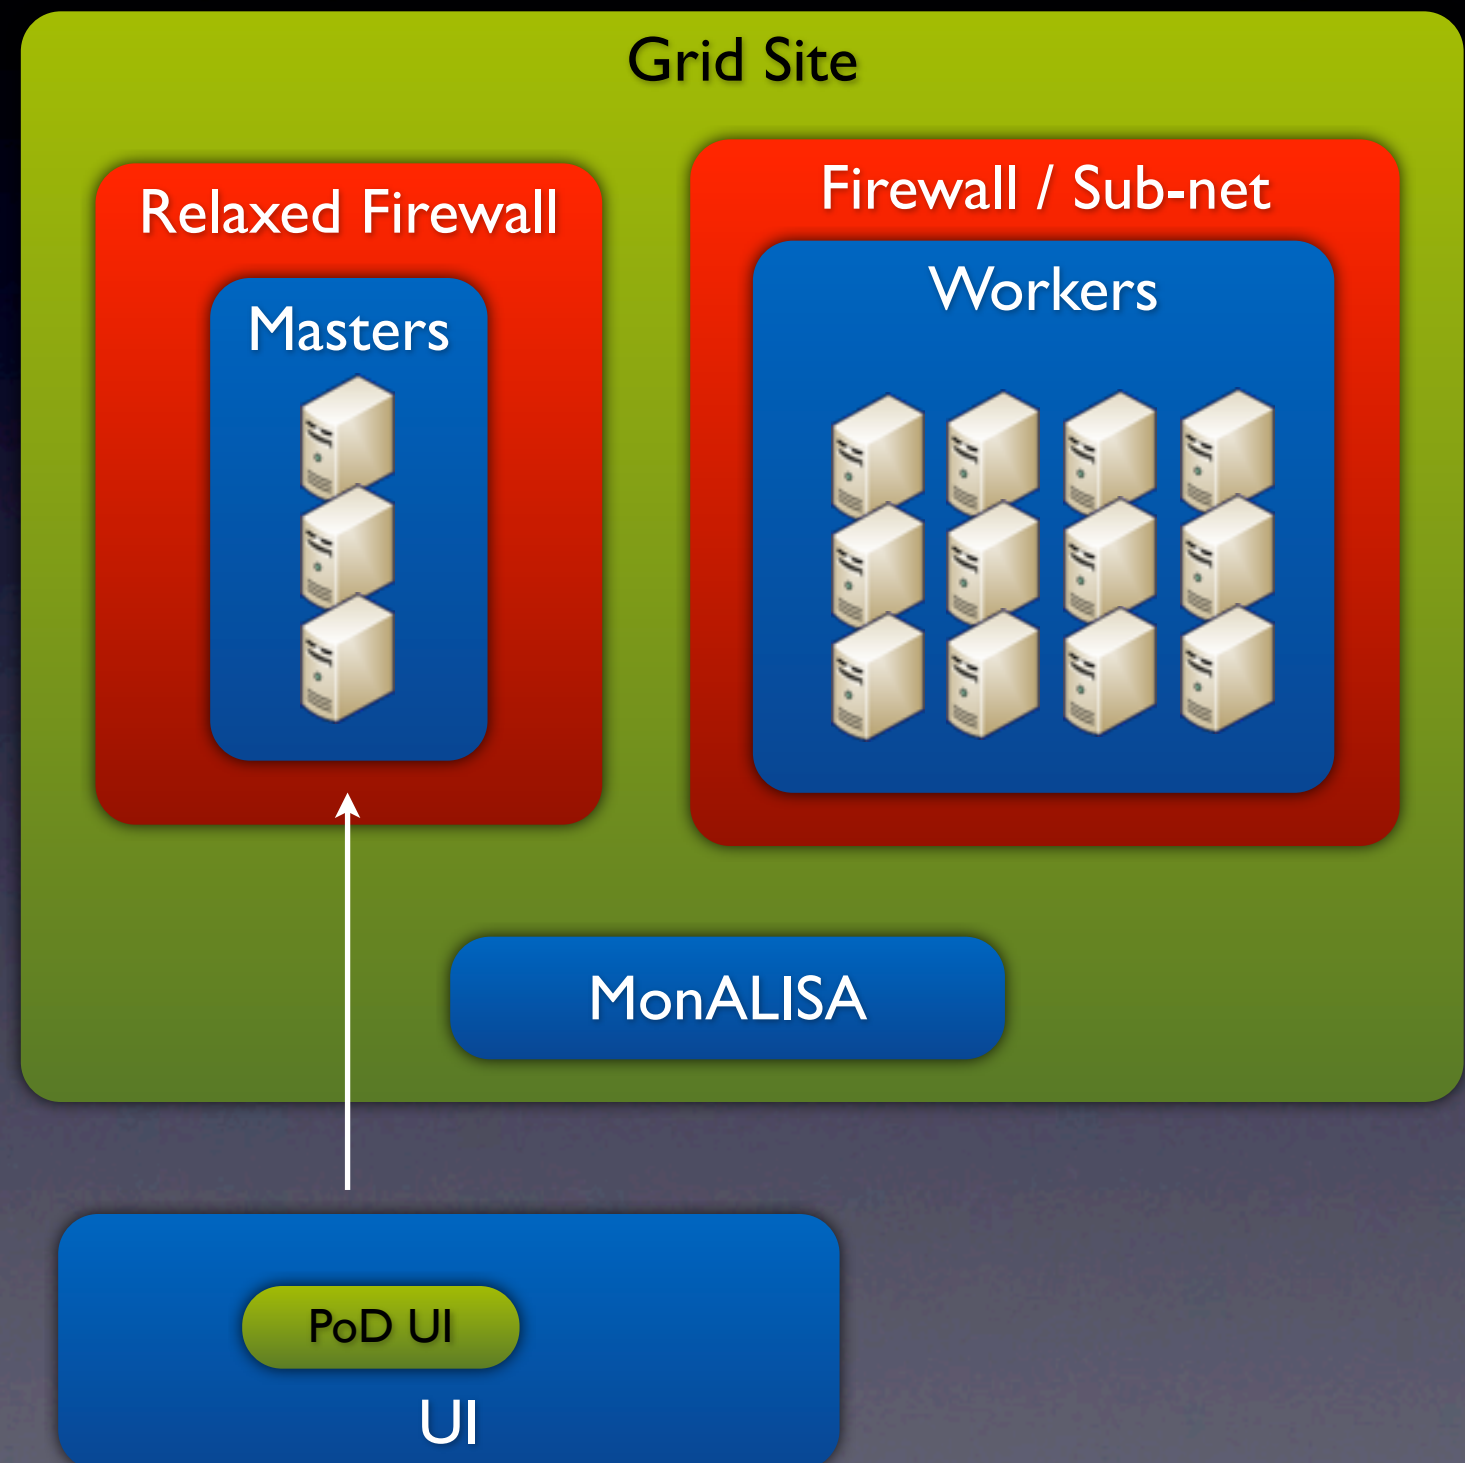 Grid Site
Relaxed Firewall
Masters
Firewall / Sub-net
Workers
MonALISA
PoD UI
UI